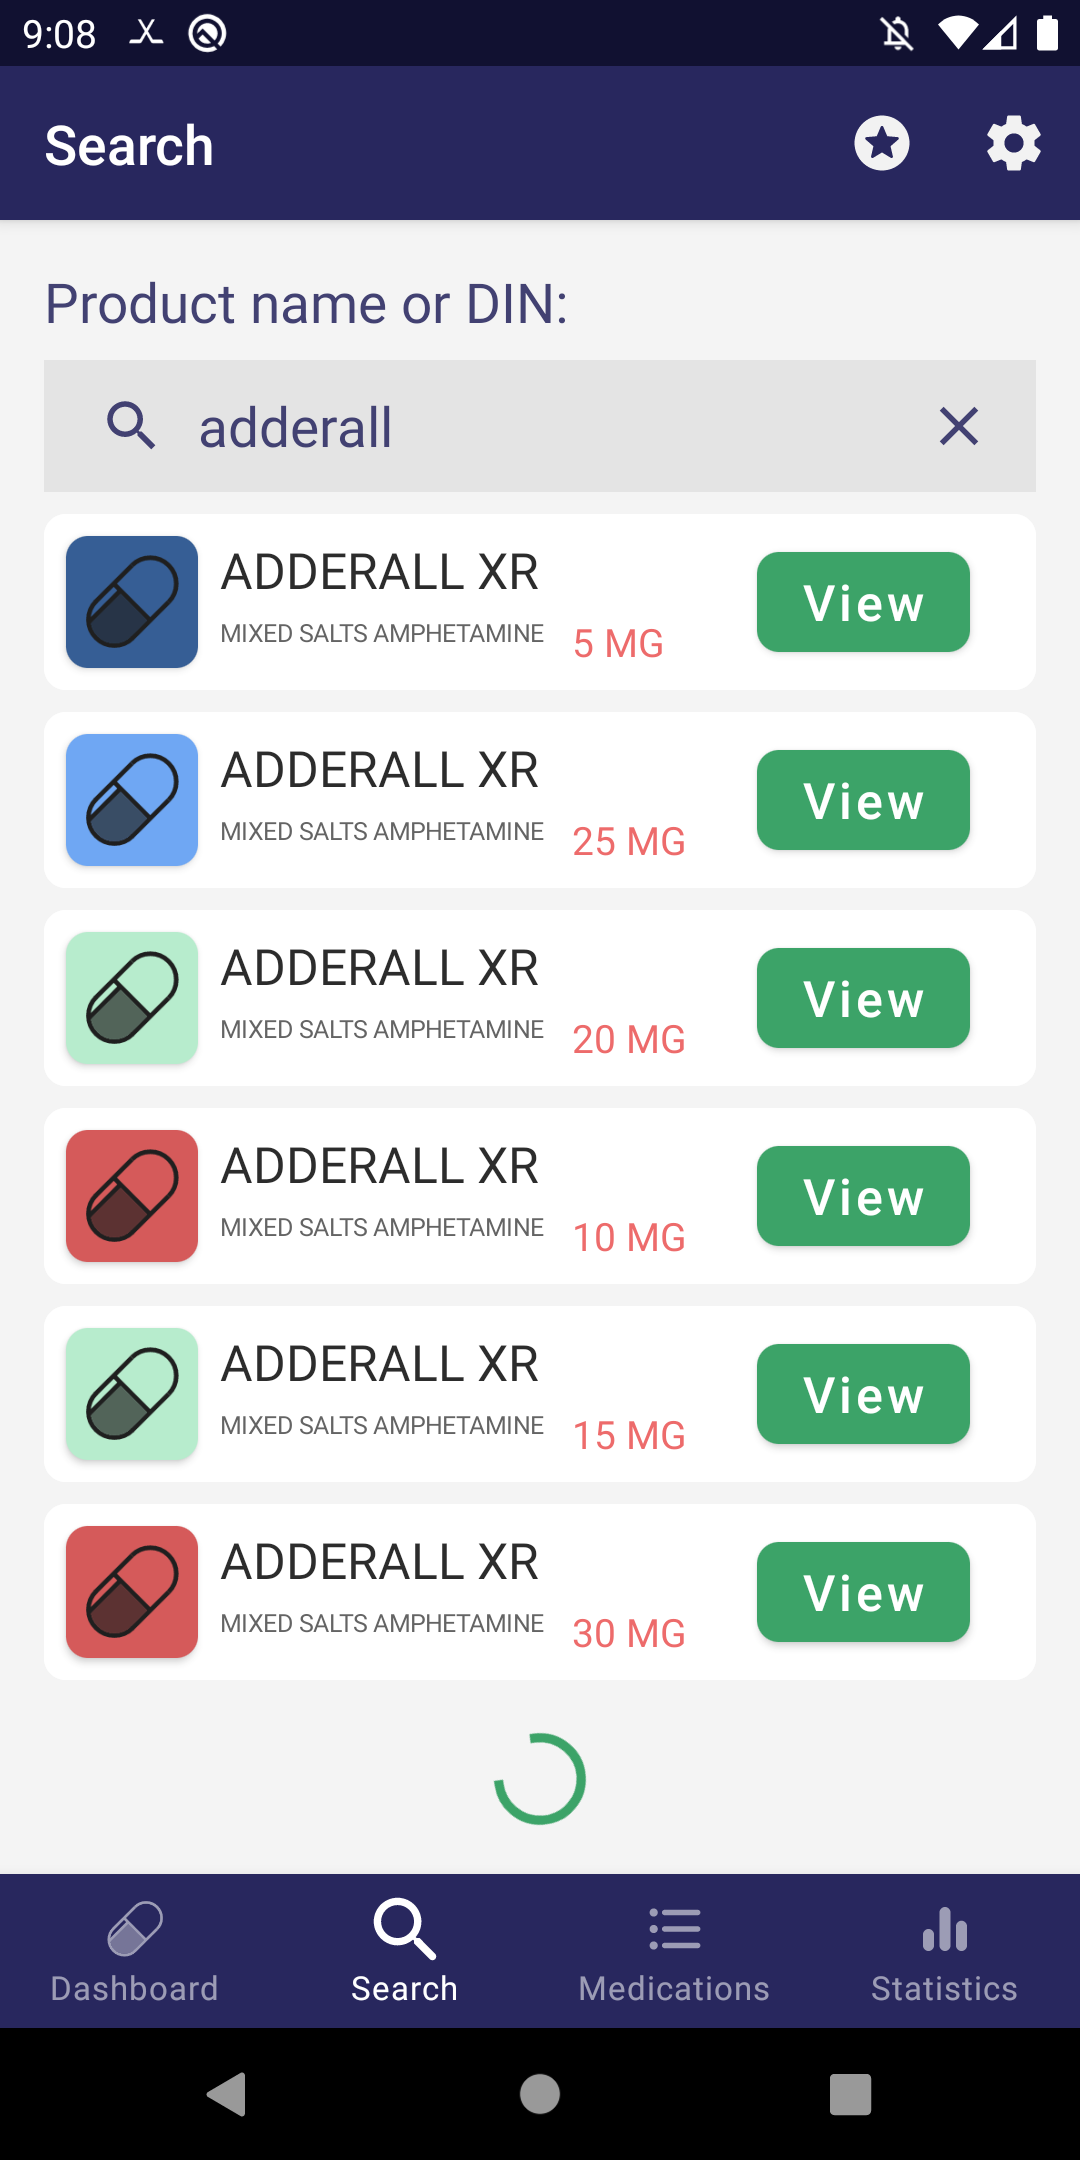 9:08
Search
Product name or DIN:
adderall
ADDERALL XR
MIXED SALTS AMPHETAMINE 5 MG
View
ADDERALL XR
MIXED SALTS AMPHETAMINE 25 MG
View
ADDERALL XR
MIXED SALTS AMPHETAMINE 20 MG
View
ADDERALL XR
MIXED SALTS AMPHETAMINE 10 MG
View
ADDERALL XR
MIXED SALTS AMPHETAMINE 15 MG
View
ADDERALL XR
MIXED SALTS AMPHETAMINE 30 MG
View
Dashboard Search Medications Statistics